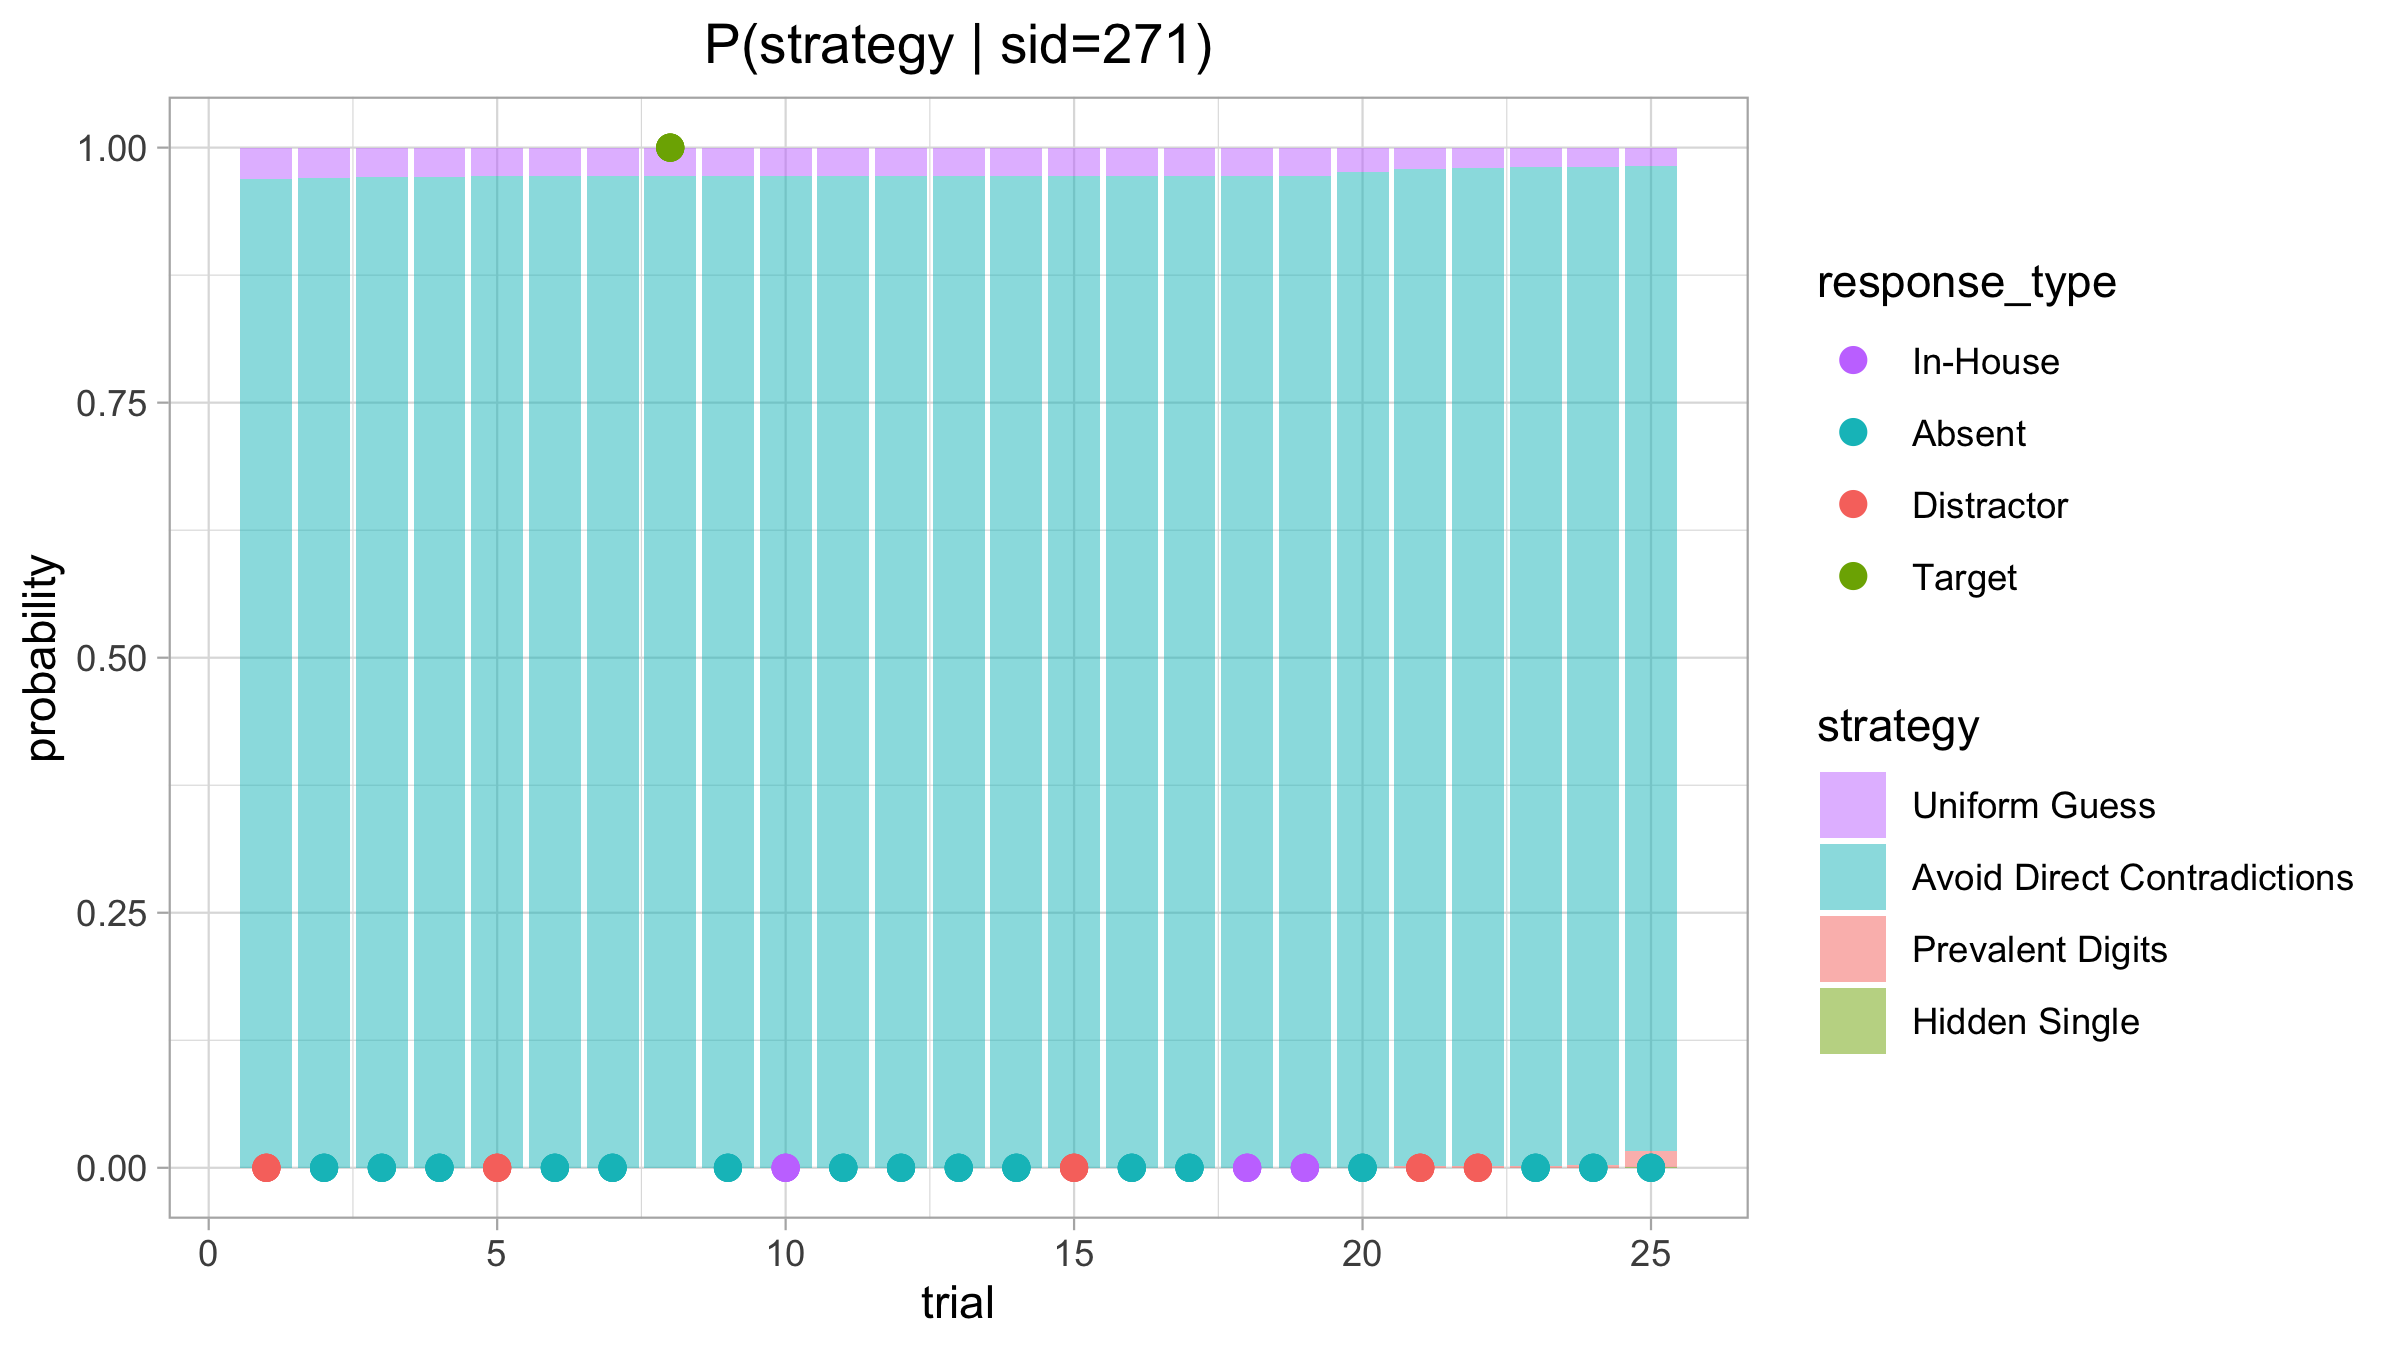 P(strategy | sid=271)
probability
1.00
0.75
0.50
0.25
0.00
0 5 10 15 20 25
trial
response_type
In-House
Absent
Distractor
Target
strategy
Uniform Guess
Avoid Direct Contradictions
Prevalent Digits
Hidden Single